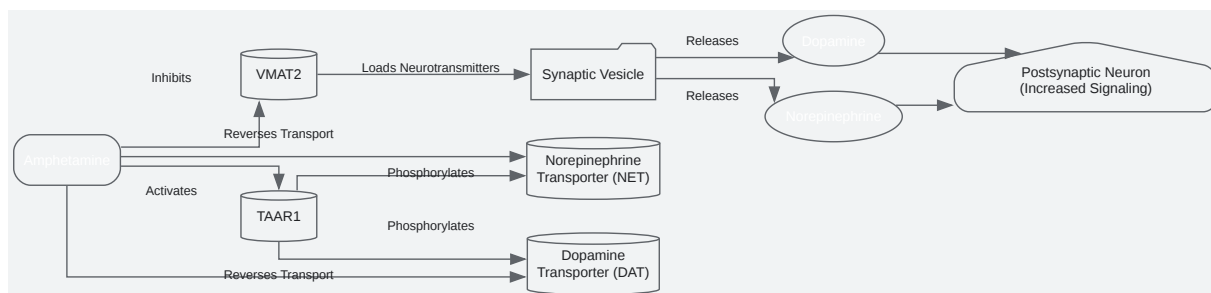 Releases
Dopamine
Inhibits
VMAT2
Loads Neurotransmitters
Synaptic Vesicle
Postsynaptic Neuron
(Increased Signaling)
Releases
Norepinephrine
Reverses Transport
Amphetamine
Norepinephrine
Transporter (NET)
Phosphorylates
Activates
TAAR1
Phosphorylates
Dopamine
Transporter (DAT)
Reverses Transport